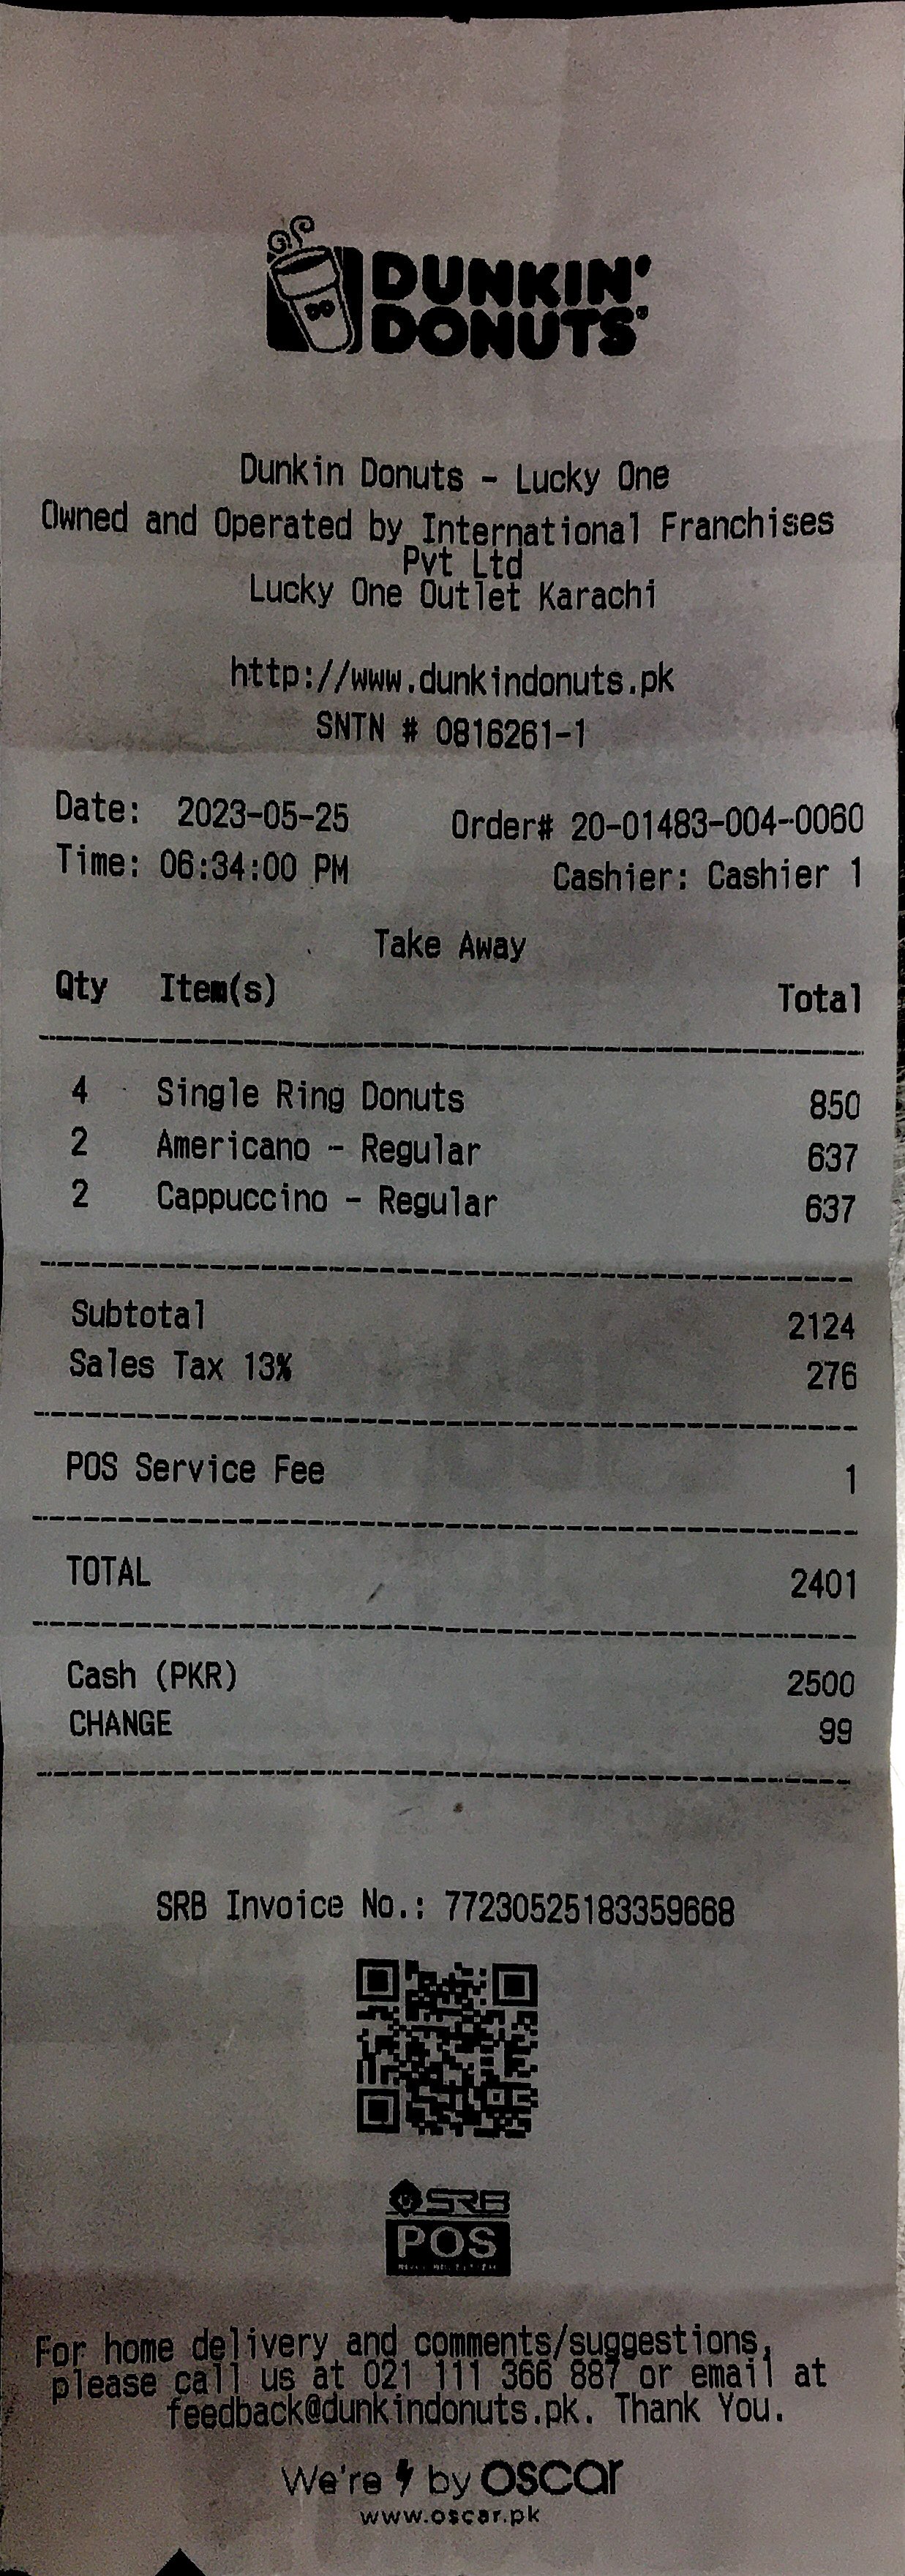 DUNKIN'
DONUTS
Dunkin Donuts - Lucky One
Owned and Operated by International Franchises
Pvt Ltd
Lucky One Outlet Karachi
http://www.dunkindonuts.pk
SNTN # 0816261-1
Date: 2023-05-25 Order# 20-01483-004-0060
Time: 06:34:00 PM Cashier: Cashier 1
Take Away
Qty Item(s) Total
4 Single Ring Donuts 850
2 Americano - Regular 637
2 Cappuccino - Regular 637
Subtotal 2124
Sales Tax 13% 276
POS Service Fee 1
TOTAL 2401
Cash (PKR) 2500
CHANGE 99
SRB Invoice No.: 77230525183359668
SRB
POS
For home delivery and comments/suggestions,
please call us at 021 111 366 887 or email at
feedback@dunkindonuts.pk. Thank You.
We're by oscar
www.oscar.pk